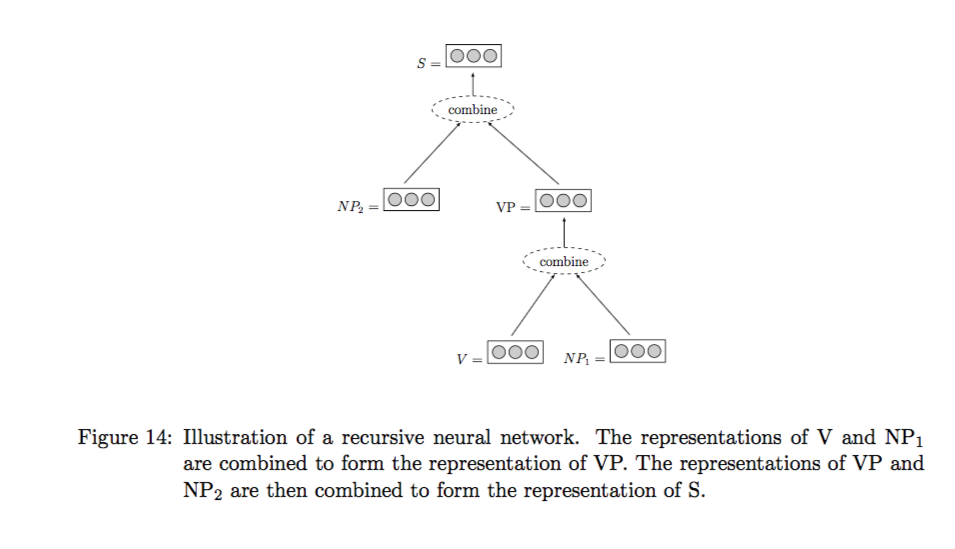 S =
combine
NP₂ =
VP =
combine
V =
NP₁ =
Figure 14: Illustration of a recursive neural network. The representations of V and NP₁
are combined to form the representation of VP. The representations of VP and
NP₂ are then combined to form the representation of S.